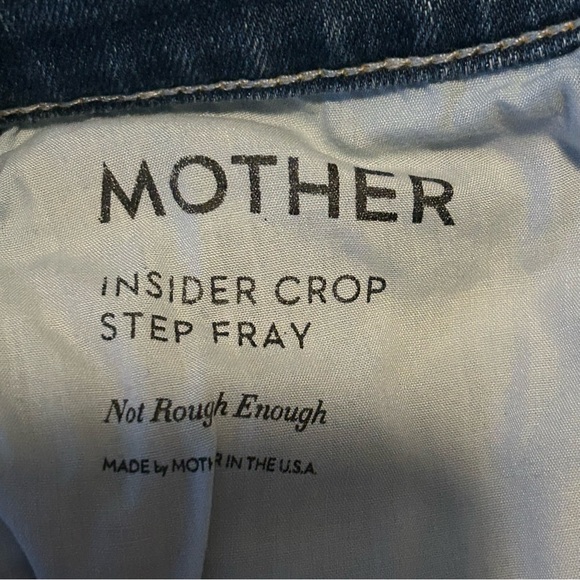 MOTHER
INSIDER CROP
STEP FRAY
Not Rough Enough
MADE by MOTHER IN THE U.S.A.